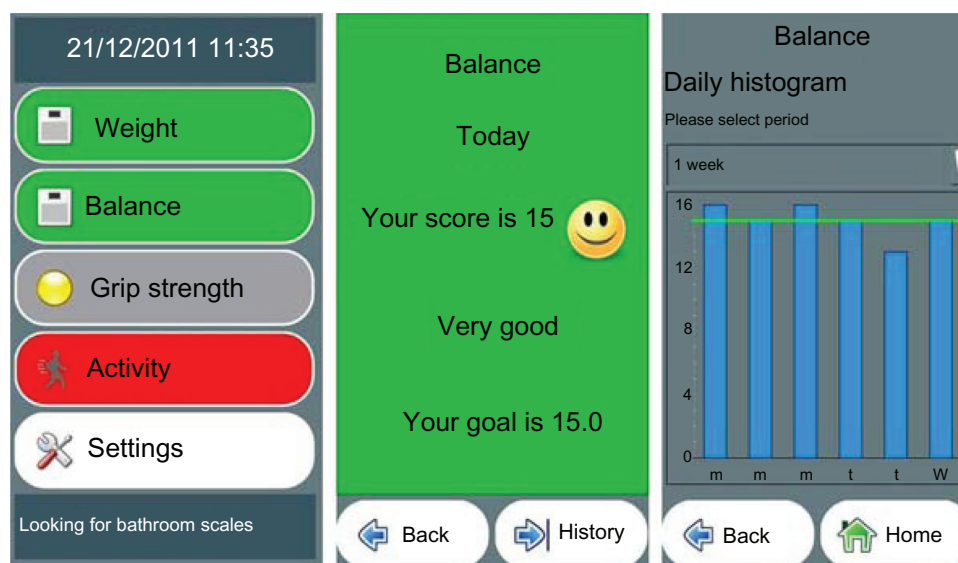 21/12/2011 11:35
Weight
Balance
Grip strength
Activity
Settings
Looking for bathroom scales
Balance
Today
Your score is 15
Very good
Your goal is 15.0
Back
History
Balance
Daily histogram
Please select period
1 week
16
12
8
4
0
m m m t t W
Back
Home